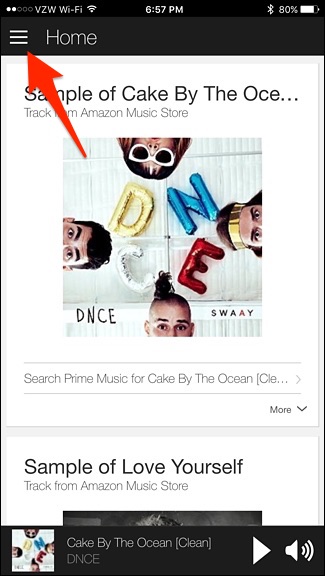 VZW Wi-Fi 6:57 PM 80%
Home
Sample of Cake By The Oce...
Track from Amazon Music Store
D N
C E
DNCE SWAAY
Search Prime Music for Cake By The Ocean [Cle...
More
Sample of Love Yourself
Track from Amazon Music Store
Cake By The Ocean [Clean]
DNCE